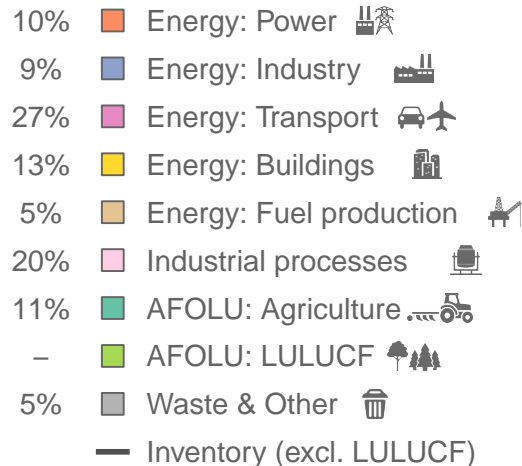 10% Energy: Power
9% Energy: Industry
27% Energy: Transport
13% Energy: Buildings
5% Energy: Fuel production
20% Industrial processes
11% AFOLU: Agriculture
– AFOLU: LULUCF
5% Waste & Other
Inventory (excl. LULUCF)